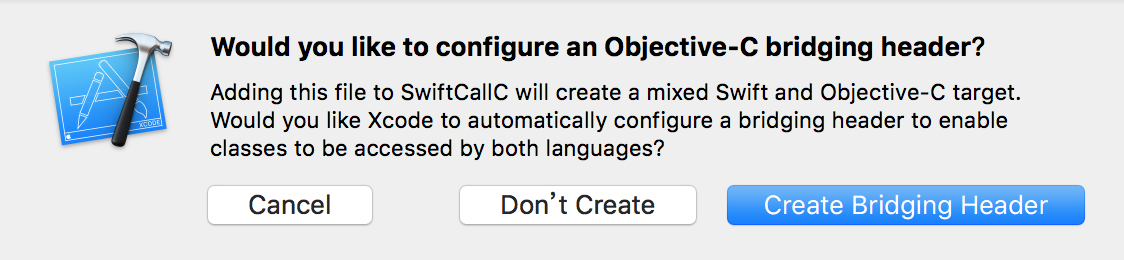 Would you like to configure an Objective-C bridging header?
Adding this file to SwiftCallC will create a mixed Swift and Objective-C target.
Would you like Xcode to automatically configure a bridging header to enable
classes to be accessed by both languages?
XCODE
Cancel
Don’t Create
Create Bridging Header